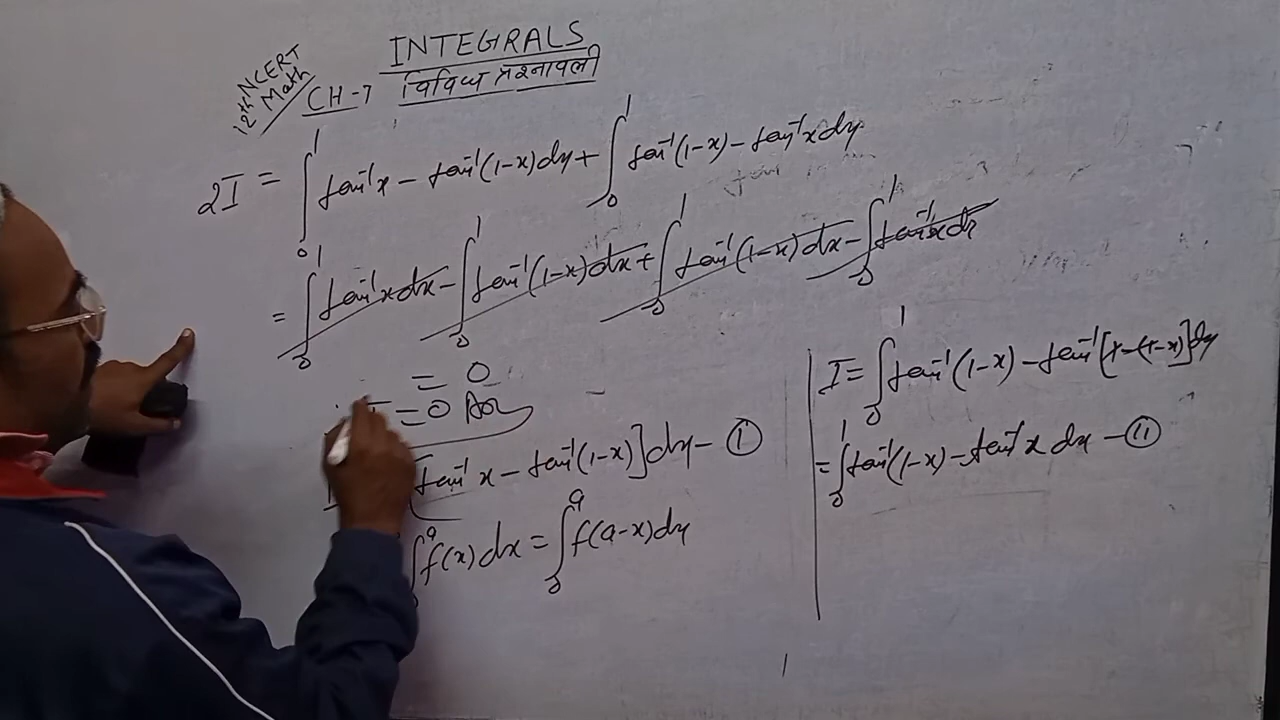 INTEGRALS
12th NCERT Math
CH-7 विविध प्रश्नावली
2I = ∫₀¹ tan⁻¹x - tan⁻¹(1-x)dx + ∫₀¹ tan⁻¹(1-x) - tan⁻¹x dx
= ∫₀¹ tan⁻¹x dx - ∫₀¹ tan⁻¹(1-x)dx + ∫₀¹ tan⁻¹(1-x)dx - ∫₀¹ tan⁻¹x dx
= 0
= 0 Ans
tan⁻¹x - tan⁻¹(1-x)]dx - ①
∫₀ᵃ f(x)dx = ∫₀ᵃ f(a-x)dx
I = ∫₀¹ tan⁻¹(1-x) - tan⁻¹[1-(1-x)]dx
= ∫₀¹ tan⁻¹(1-x) - tan⁻¹x dx - ⑪